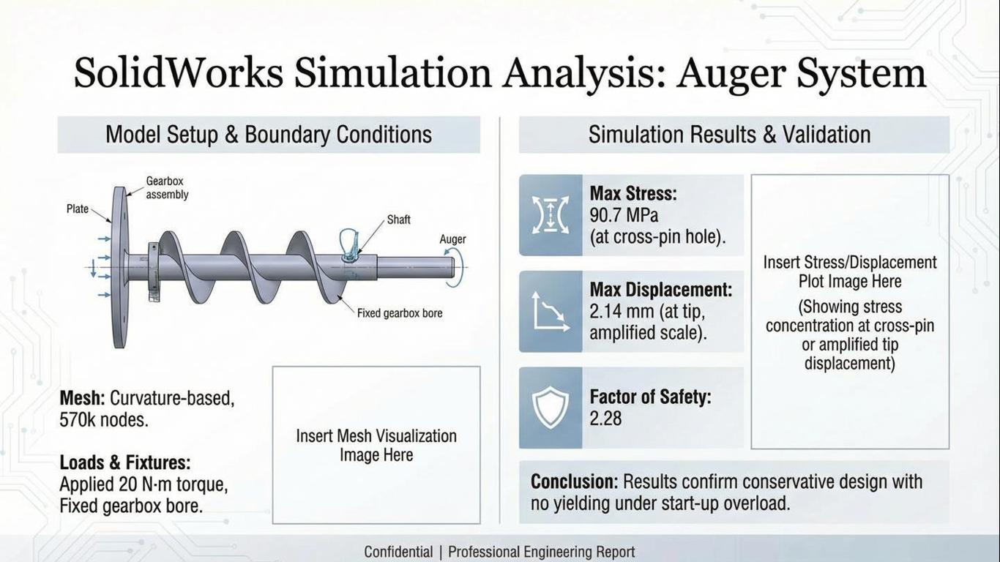 SolidWorks Simulation Analysis: Auger System
Model Setup & Boundary Conditions
Gearbox
assembly
Plate
Shaft
Auger
Fixed gearbox bore
Mesh: Curvature-based,
570k nodes.
Loads & Fixtures:
Applied 20 N·m torque,
Fixed gearbox bore.
Insert Mesh Visualization
Image Here
Simulation Results & Validation
Max Stress:
90.7 MPa
(at cross-pin hole).
Max Displacement:
2.14 mm (at tip,
amplified scale).
Factor of Safety:
2.28
Insert Stress/Displacement
Plot Image Here
(Showing stress
concentration at cross-pin
or amplified tip
displacement)
Conclusion: Results confirm conservative design with
no yielding under start-up overload.
Confidential | Professional Engineering Report